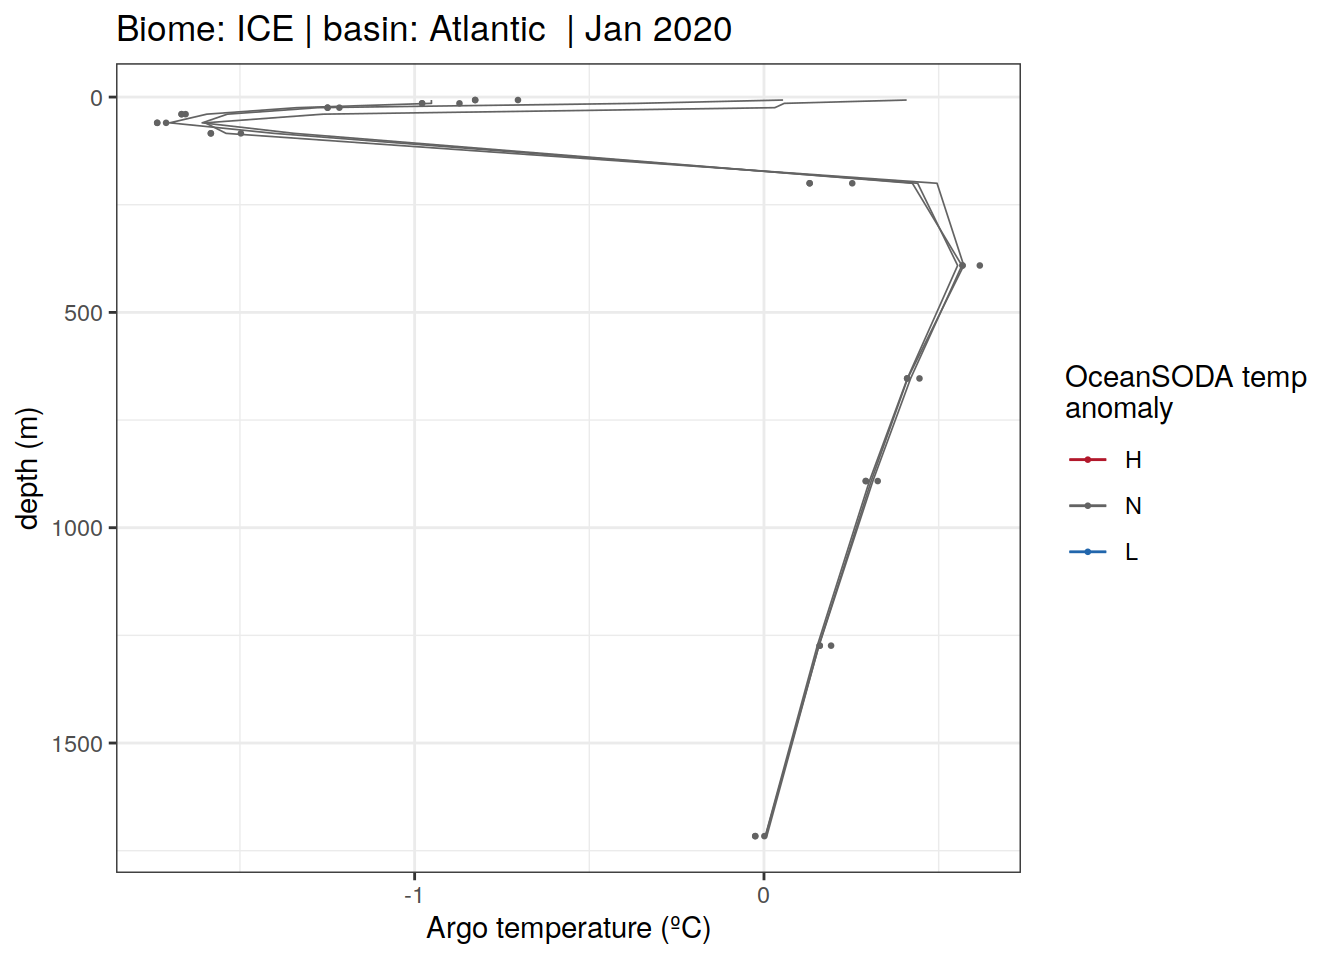 Biome: ICE | basin: Atlantic  | Jan 2020
0
500
1000
1500
depth (m)
-1
0
Argo temperature (ºC)
OceanSODA temp
anomaly
H
N
L